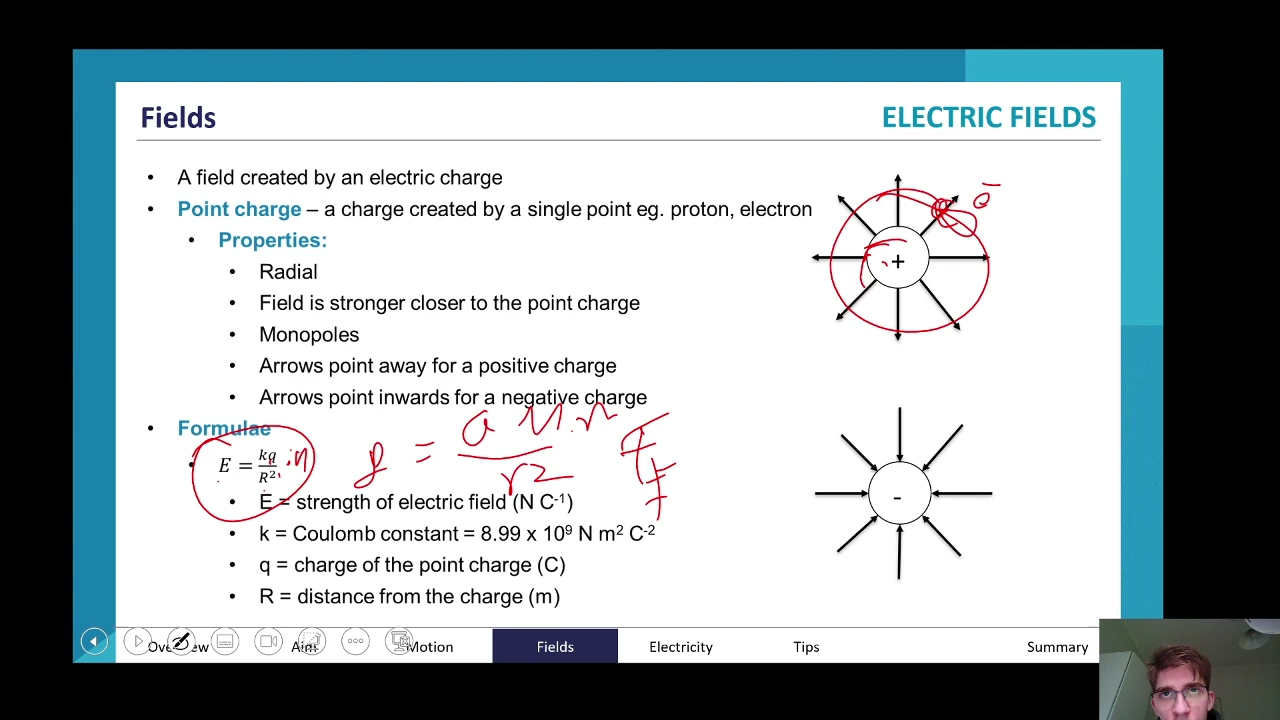 Fields ELECTRIC FIELDS
• A field created by an electric charge
• Point charge – a charge created by a single point eg. proton, electron
• Properties:
• Radial
• Field is stronger closer to the point charge
• Monopoles
• Arrows point away for a positive charge
• Arrows point inwards for a negative charge
• Formulae
• E = kq/R²
• E = strength of electric field (N C⁻¹)
• k = Coulomb constant = 8.99 x 10⁹ N m² C⁻²
• q = charge of the point charge (C)
• R = distance from the charge (m)
+
e⁻
-
Overview Aim Motion Fields Electricity Tips Summary